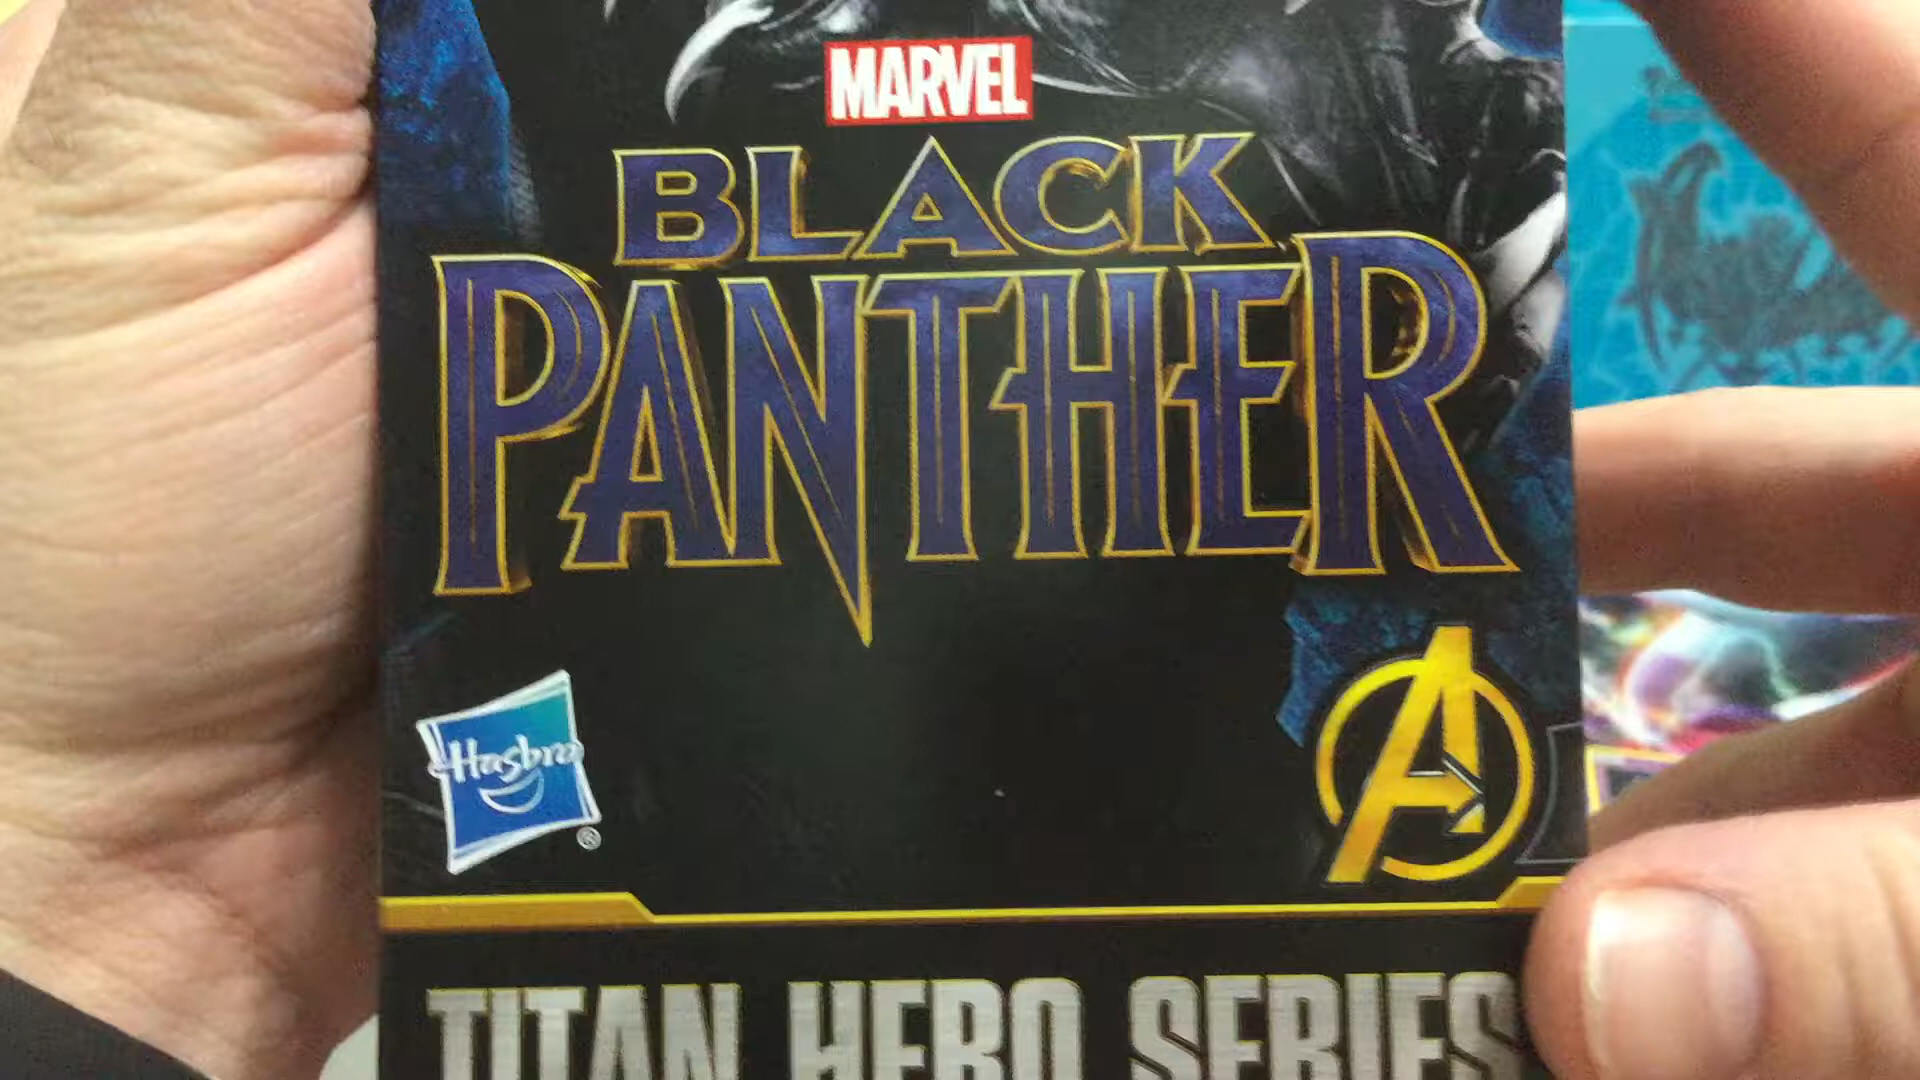 MARVEL
BLACK
PANTHER
Hasbro
®
TITAN HERO SERIES